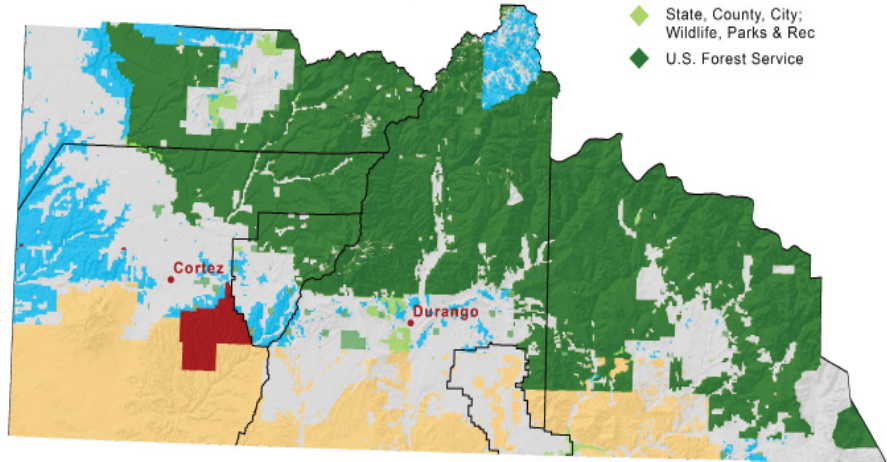 State, County, City;
Wildlife, Parks & Rec
U.S. Forest Service
Cortez
Durango